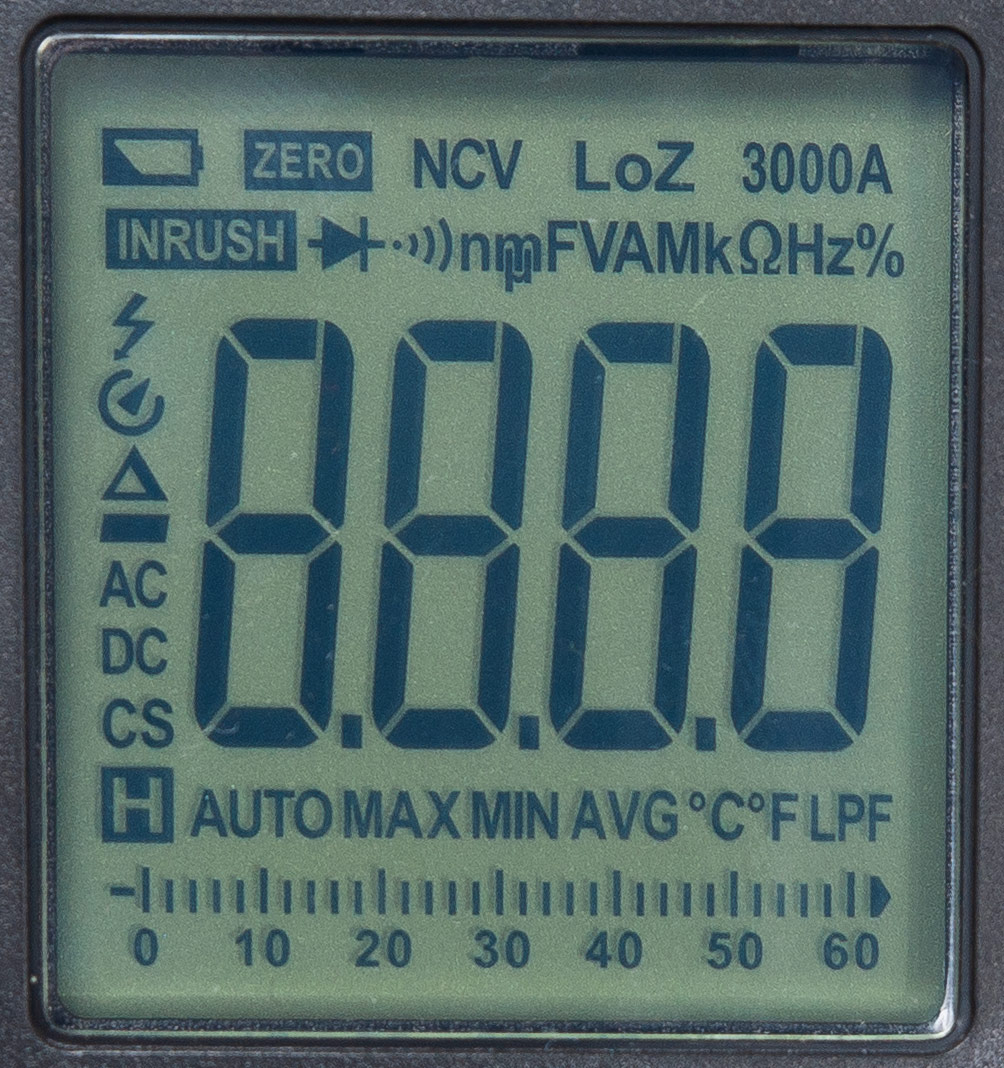 ZERO NCV LoZ 3000A
INRUSH nmµFVAMkΩHz%
8.8.8.8
AC
DC
CS
H AUTO MAX MIN AVG °C°F LPF
0 10 20 30 40 50 60